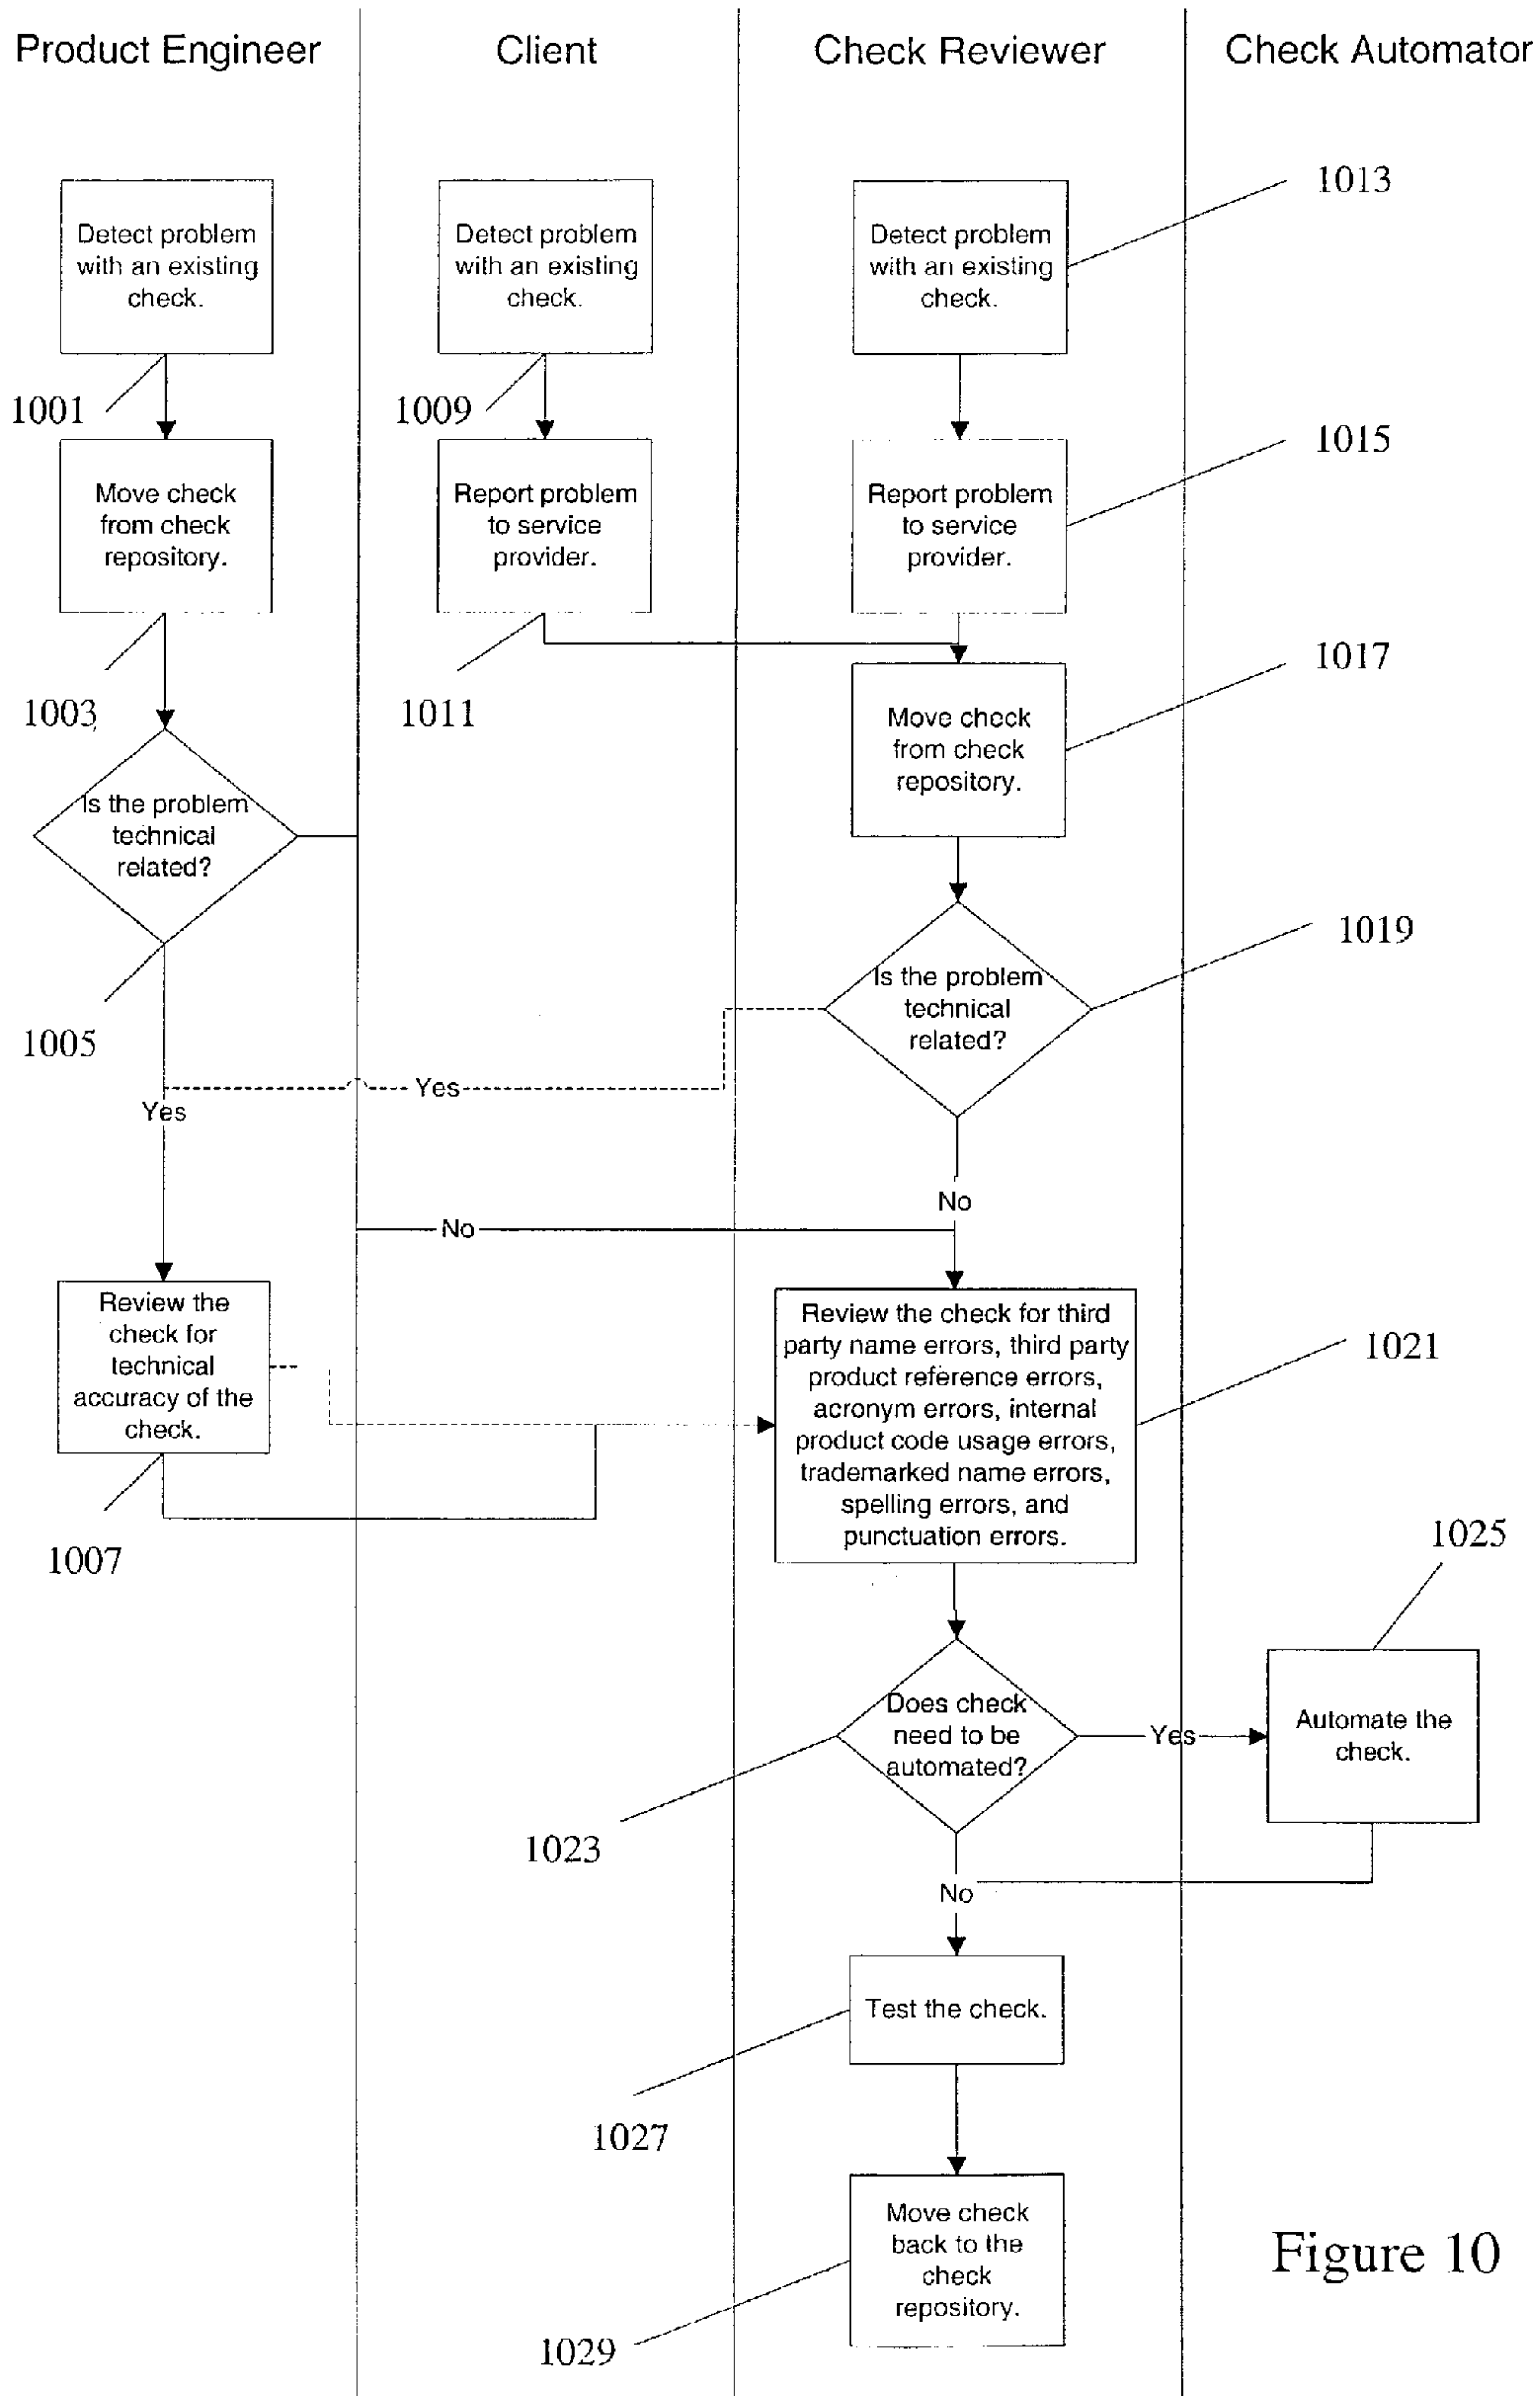 Product Engineer
Client
Check Reviewer
Check Automator
Detect problem
with an existing
check.
Detect problem
with an existing
check.
Detect problem
with an existing
check.
1013
1001
1009
Move check
from check
repository.
Report problem
to service
provider.
Report problem
to service
provider.
1015
1003
1011
Move check
from check
repository.
1017
Is the problem
technical
related?
Is the problem
technical
related?
1019
1005
Yes
Yes
No
No
Review the
check for
technical
accuracy of the
check.
Review the check for third
party name errors, third party
product reference errors,
acronym errors, internal
product code usage errors,
trademarked name errors,
spelling errors, and
punctuation errors.
1021
1007
1025
Does check
need to be
automated?
Yes
Automate the
check.
1023
No
Test the check.
1027
Move check
back to the
check
repository.
1029
Figure 10